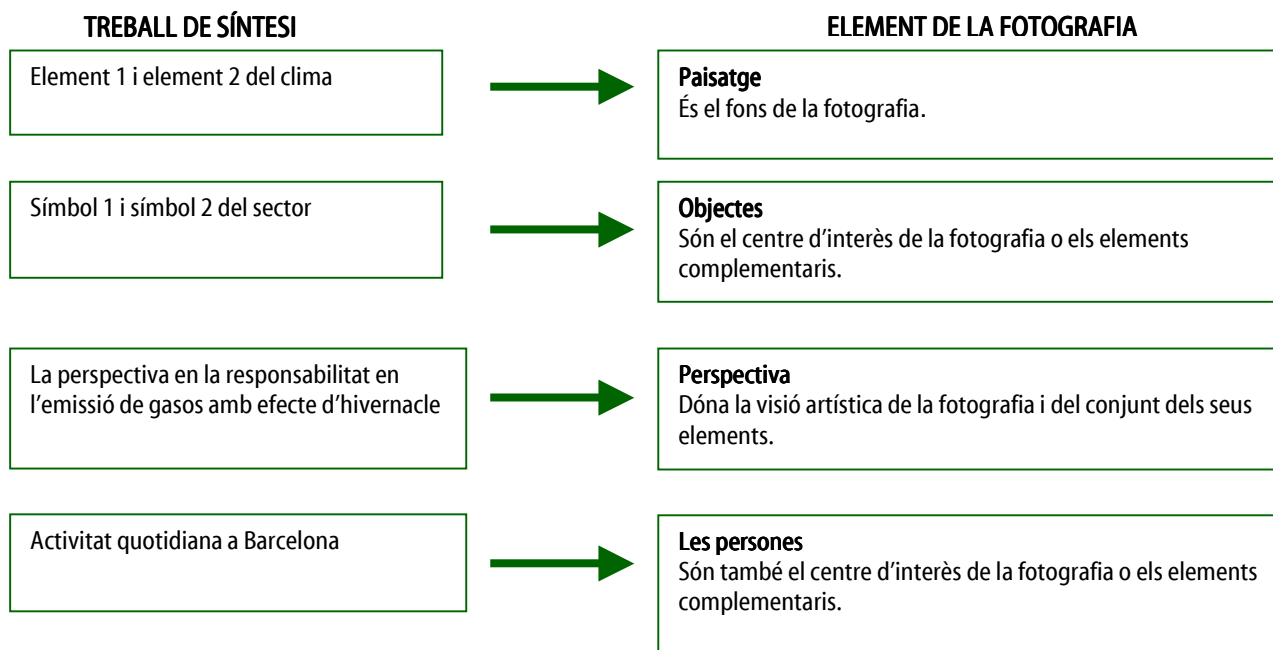 TREBALL DE SÍNTESI
ELEMENT DE LA FOTOGRAFIA
Element 1 i element 2 del clima
Paisatge
És el fons de la fotografia.
Símbol 1 i símbol 2 del sector
Objectes
Són el centre d'interès de la fotografia o els elements
complementaris.
La perspectiva en la responsabilitat en
l'emissió de gasos amb efecte d'hivernacle
Perspectiva
Dóna la visió artística de la fotografia i del conjunt dels seus
elements.
Activitat quotidiana a Barcelona
Les persones
Són també el centre d'interès de la fotografia o els elements
complementaris.